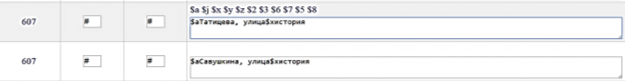 $a $j $x $y $z $2 $3 $6 $7 $5 $8
607 # # $aТатищева, улица$xистория
607 # # $aСавушкина, улица$xистория